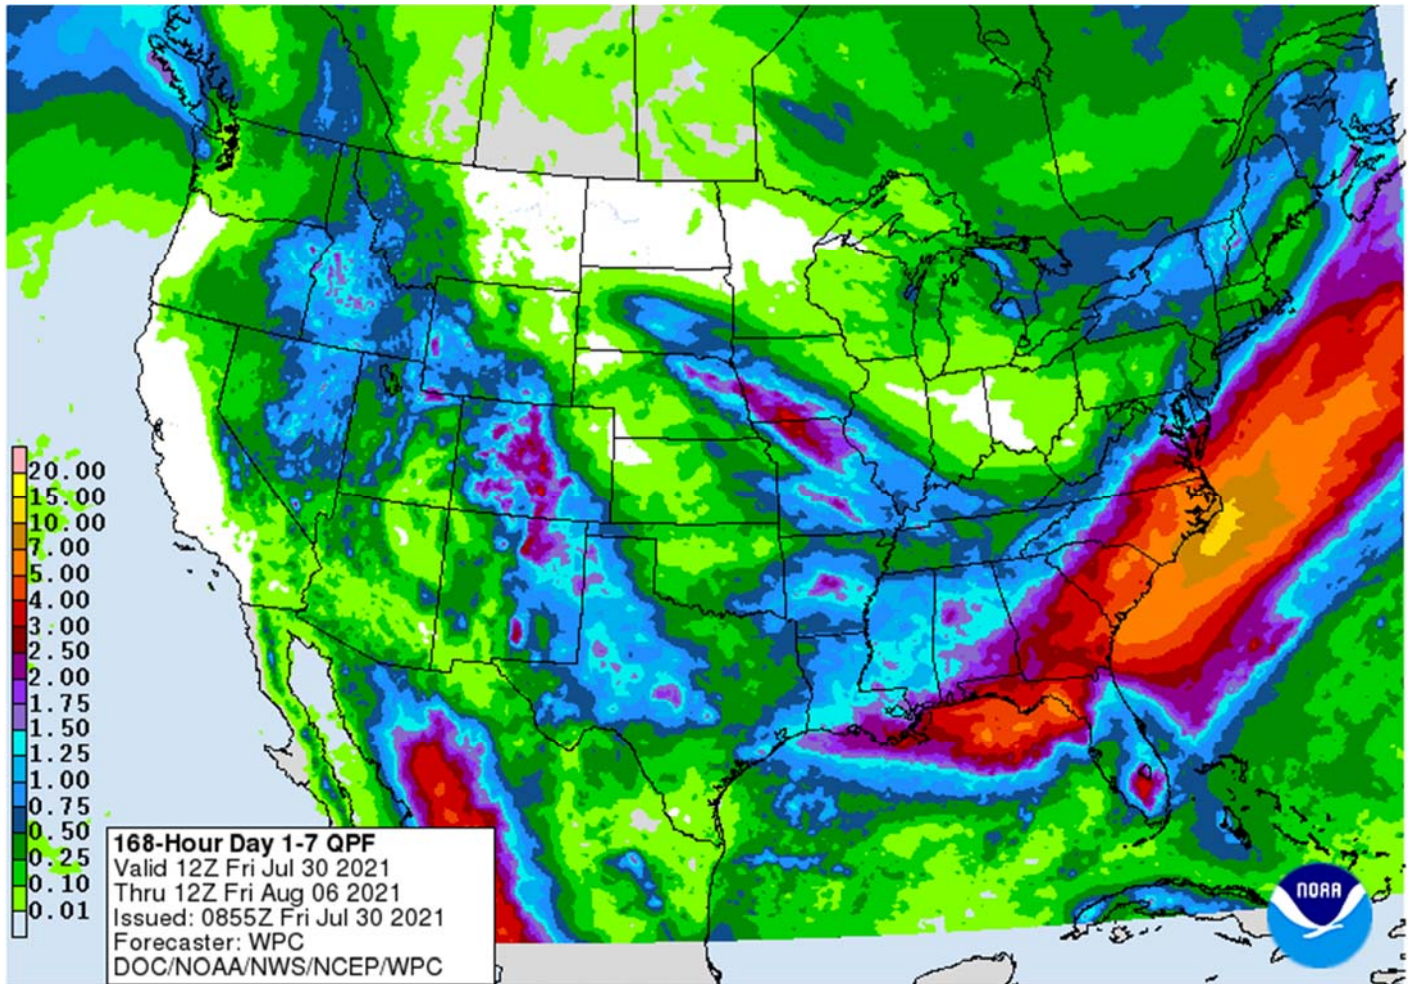 20.00
15.00
10.00
7.00
5.00
4.00
3.00
2.50
2.00
1.75
1.50
1.25
1.00
0.75
0.50
0.25
0.10
0.01
168-Hour Day 1-7 QPF
Valid 12Z Fri Jul 30 2021
Thru 12Z Fri Aug 06 2021
Issued: 0855Z Fri Jul 30 2021
Forecaster: WPC
DOC/NOAA/NWS/NCEP/WPC
NOAA